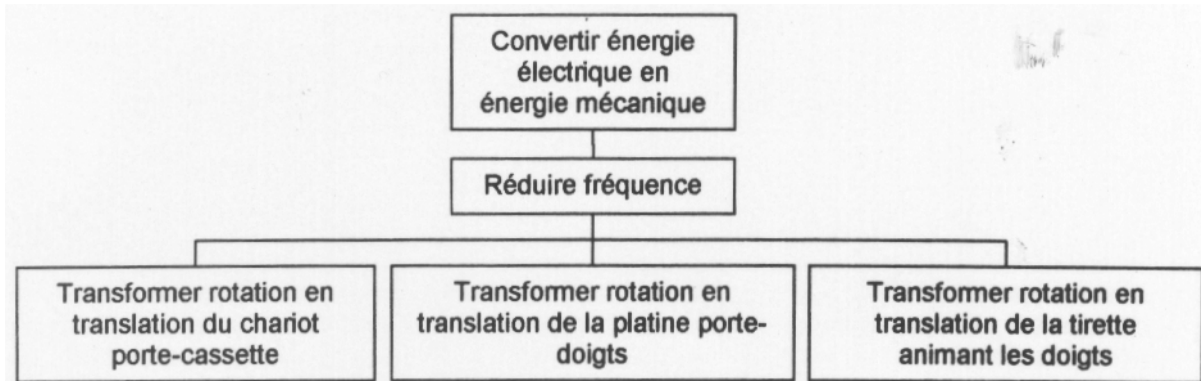 Convertir énergie
électrique en
énergie mécanique
Réduire fréquence
Transformer rotation en
translation du chariot
porte-cassette
Transformer rotation en
translation de la platine porte-
doigts
Transformer rotation en
translation de la tirette
animant les doigts